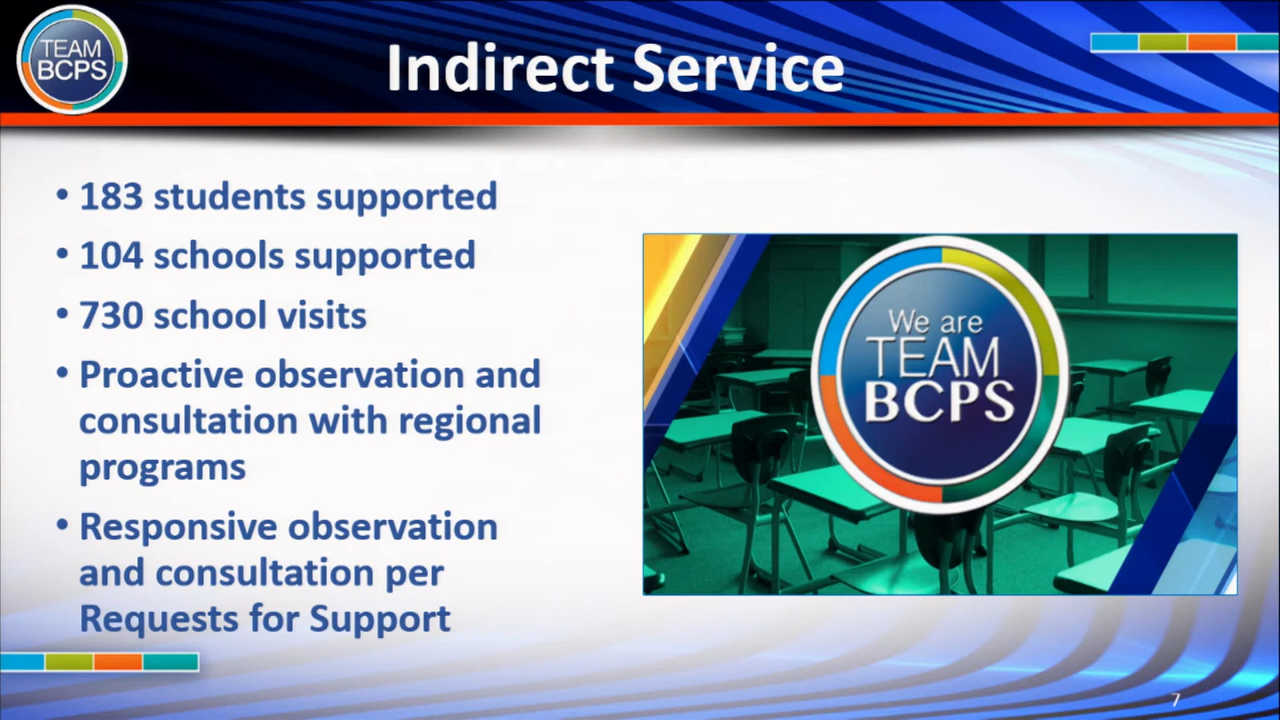 TEAM
BCPS
Indirect Service
• 183 students supported
• 104 schools supported
• 730 school visits
• Proactive observation and
consultation with regional
programs
• Responsive observation
and consultation per
Requests for Support
We are
TEAM
BCPS
7